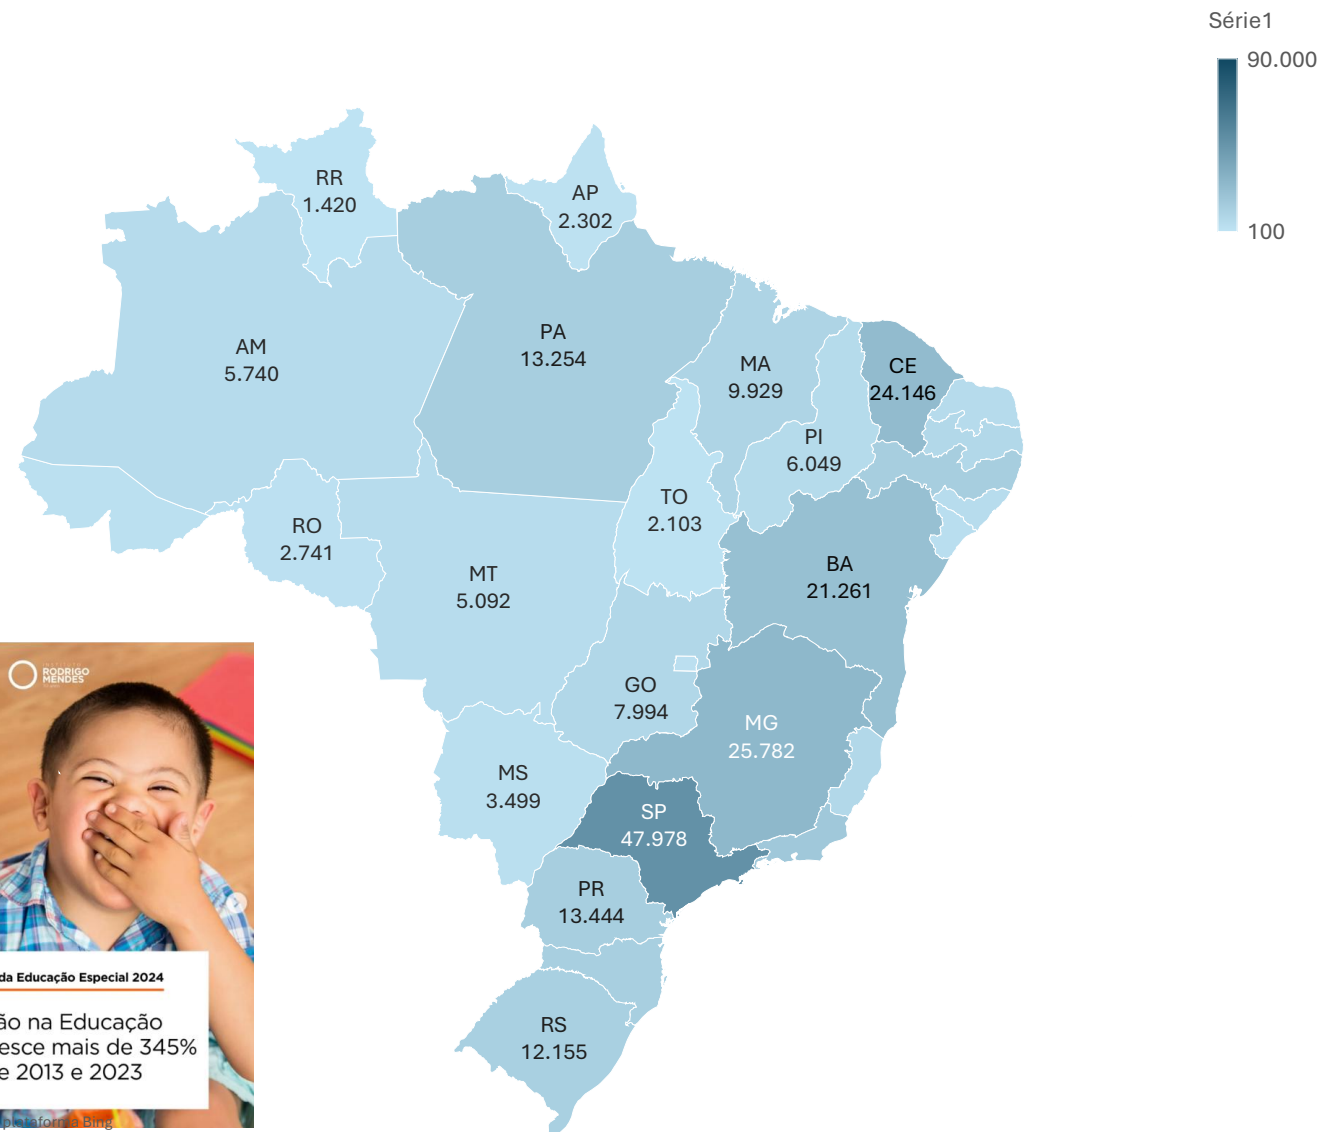 Série1
90.000
100
RR
1.420
AP
2.302
AM
5.740
PA
13.254
MA
9.929
CE
24.146
PI
6.049
TO
2.103
RO
2.741
MT
5.092
BA
21.261
GO
7.994
MG
25.782
MS
3.499
SP
47.978
PR
13.444
RS
12.155
INSTITUTO
RODRIGO
MENDES
da Educação Especial 2024
ão na Educação
esce mais de 345%
e 2013 e 2023
plataforma Bing